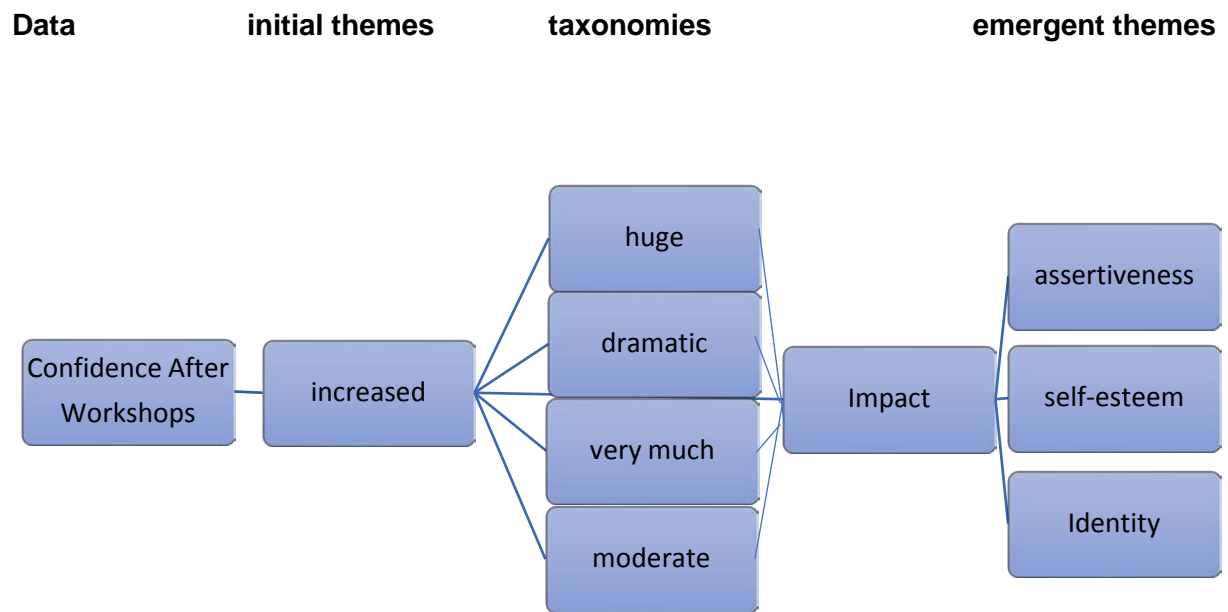 Data initial themes taxonomies emergent themes
huge
assertiveness
dramatic
Confidence After
Workshops
increased
Impact
self-esteem
very much
Identity
moderate